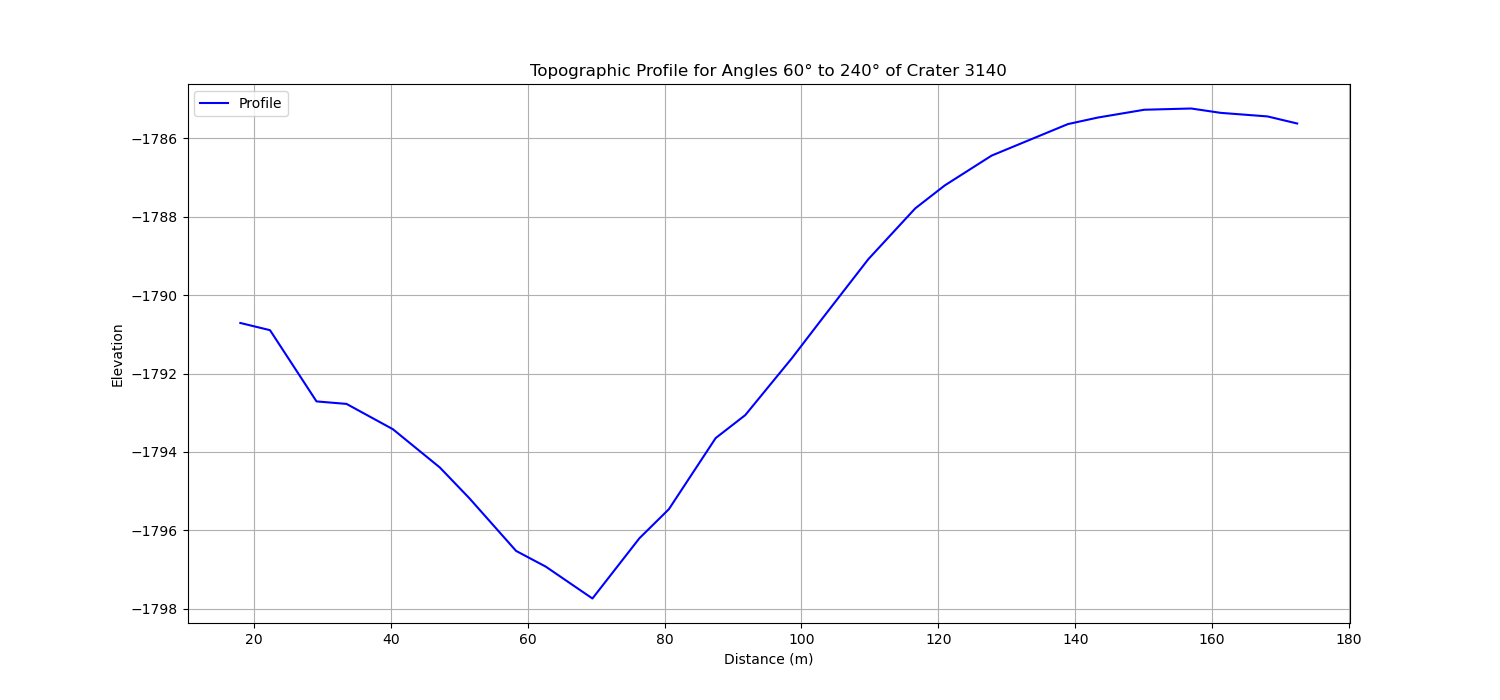 Topographic Profile for Angles 60° to 240° of Crater 3140
Profile
Elevation
−1786
−1788
−1790
−1792
−1794
−1796
−1798
20 40 60 80 100 120 140 160 180
Distance (m)